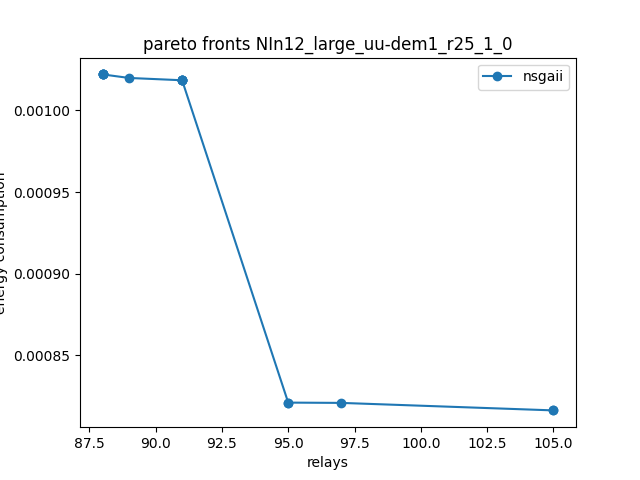 pareto fronts NIn12_large_uu-dem1_r25_1_0
nsgaii
0.00100
0.00095
0.00090
0.00085
energy consumption
87.5 90.0 92.5 95.0 97.5 100.0 102.5 105.0
relays